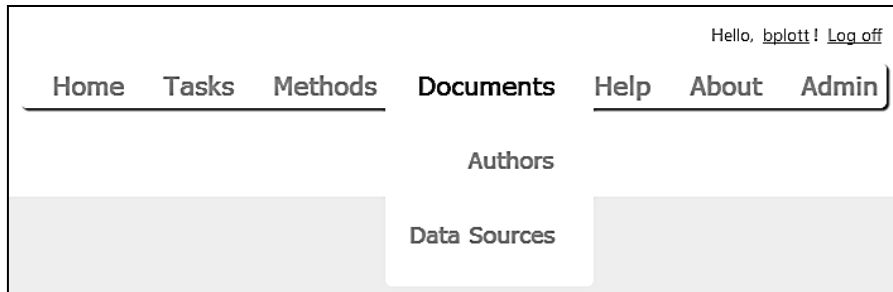 Hello, bplott! Log off
Home Tasks Methods Documents Help About Admin
Authors
Data Sources